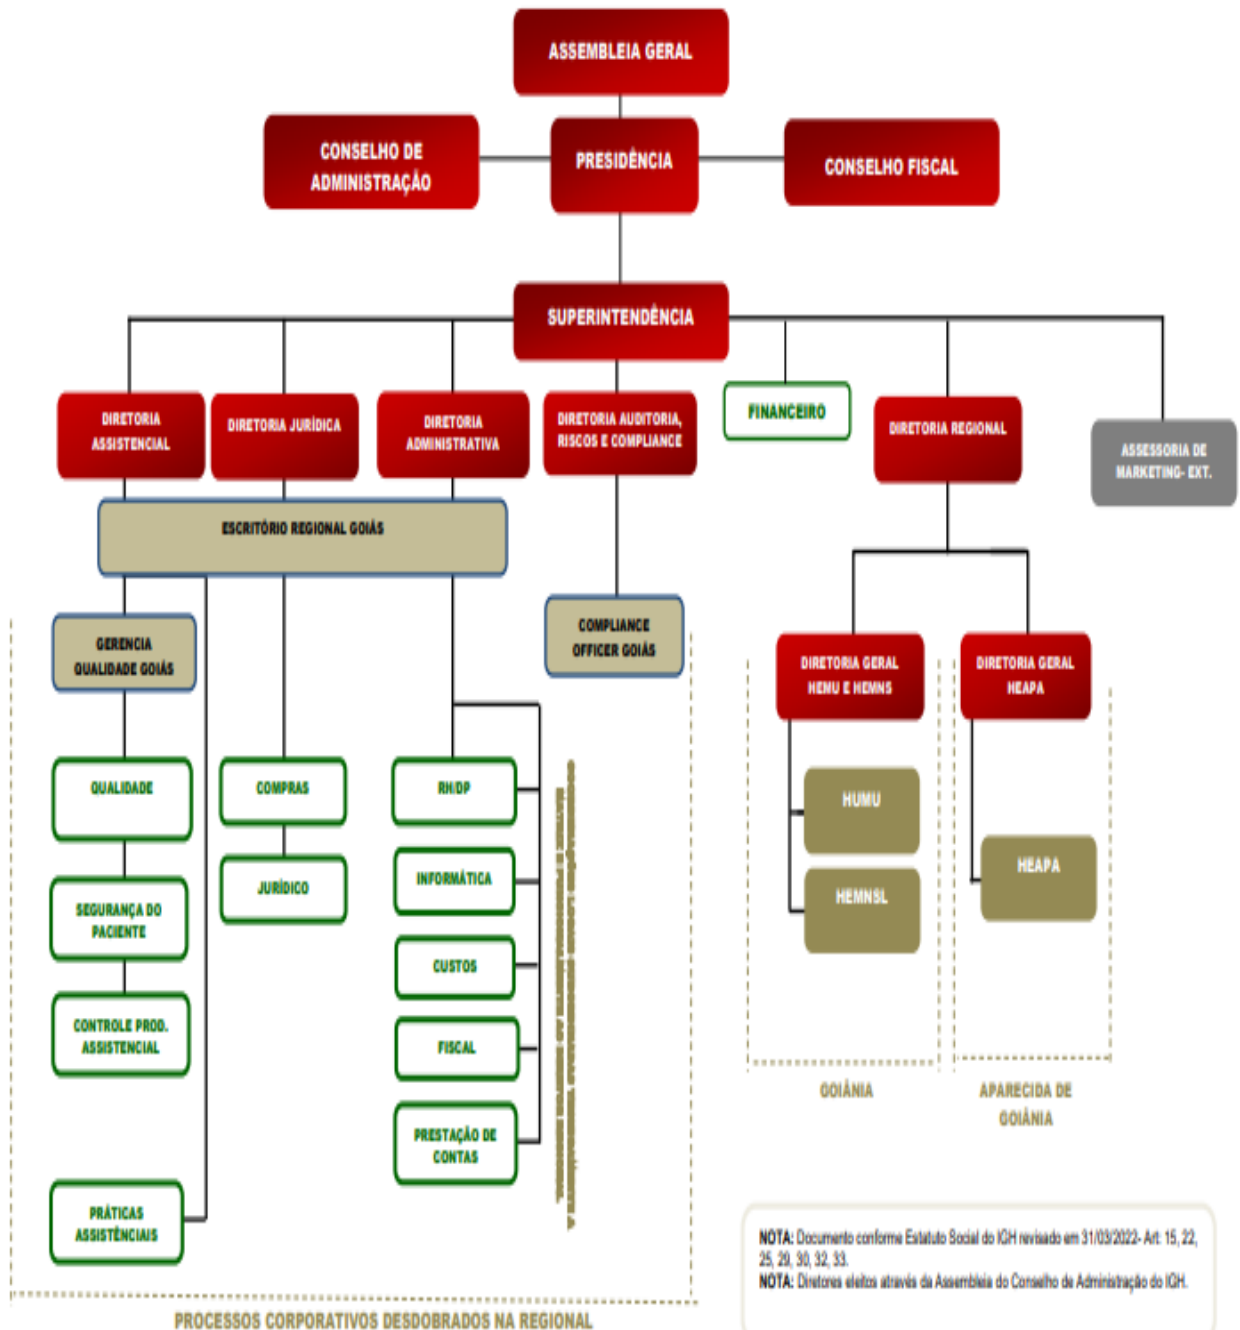 ASSEMBLEIA GERAL
CONSELHO DE
ADMINISTRAÇÃO
PRESIDÊNCIA
CONSELHO FISCAL
SUPERINTENDÊNCIA
DIRETORIA
ASSISTENCIAL
DIRETORIA JURÍDICA
DIRETORIA
ADMINISTRATIVA
DIRETORIA AUDITORIA,
RISCOS E COMPLIANCE
FINANCEIRO
DIRETORIA REGIONAL
ASSESSORIA DE
MARKETING- EXT.
ESCRITÓRIO REGIONAL GOIÁS
GERENCIA
QUALIDADE GOIÁS
COMPLIANCE
OFFICER GOIÁS
DIRETORIA GERAL
HEMU E HEMNS
DIRETORIA GERAL
HEAPA
QUALIDADE
COMPRAS
RH/DP
HUMU
SEGURANÇA DO
PACIENTE
JURÍDICO
INFORMÁTICA
HEMNSL
HEAPA
CONTROLE PROD.
ASSISTENCIAL
CUSTOS
FISCAL
PRESTAÇÃO DE
CONTAS
PRÁTICAS
ASSISTÊNCIAIS
GOIÂNIA
APARECIDA DE
GOIÂNIA
NOTA: Documento conforme Estatuto Social do IGH revisado em 31/03/2022- Art. 15, 22,
25, 29, 30, 32, 33.
NOTA: Diretores eleitos através da Assembleia do Conselho de Administração do IGH.
PROCESSOS CORPORATIVOS DESDOBRADOS NA REGIONAL